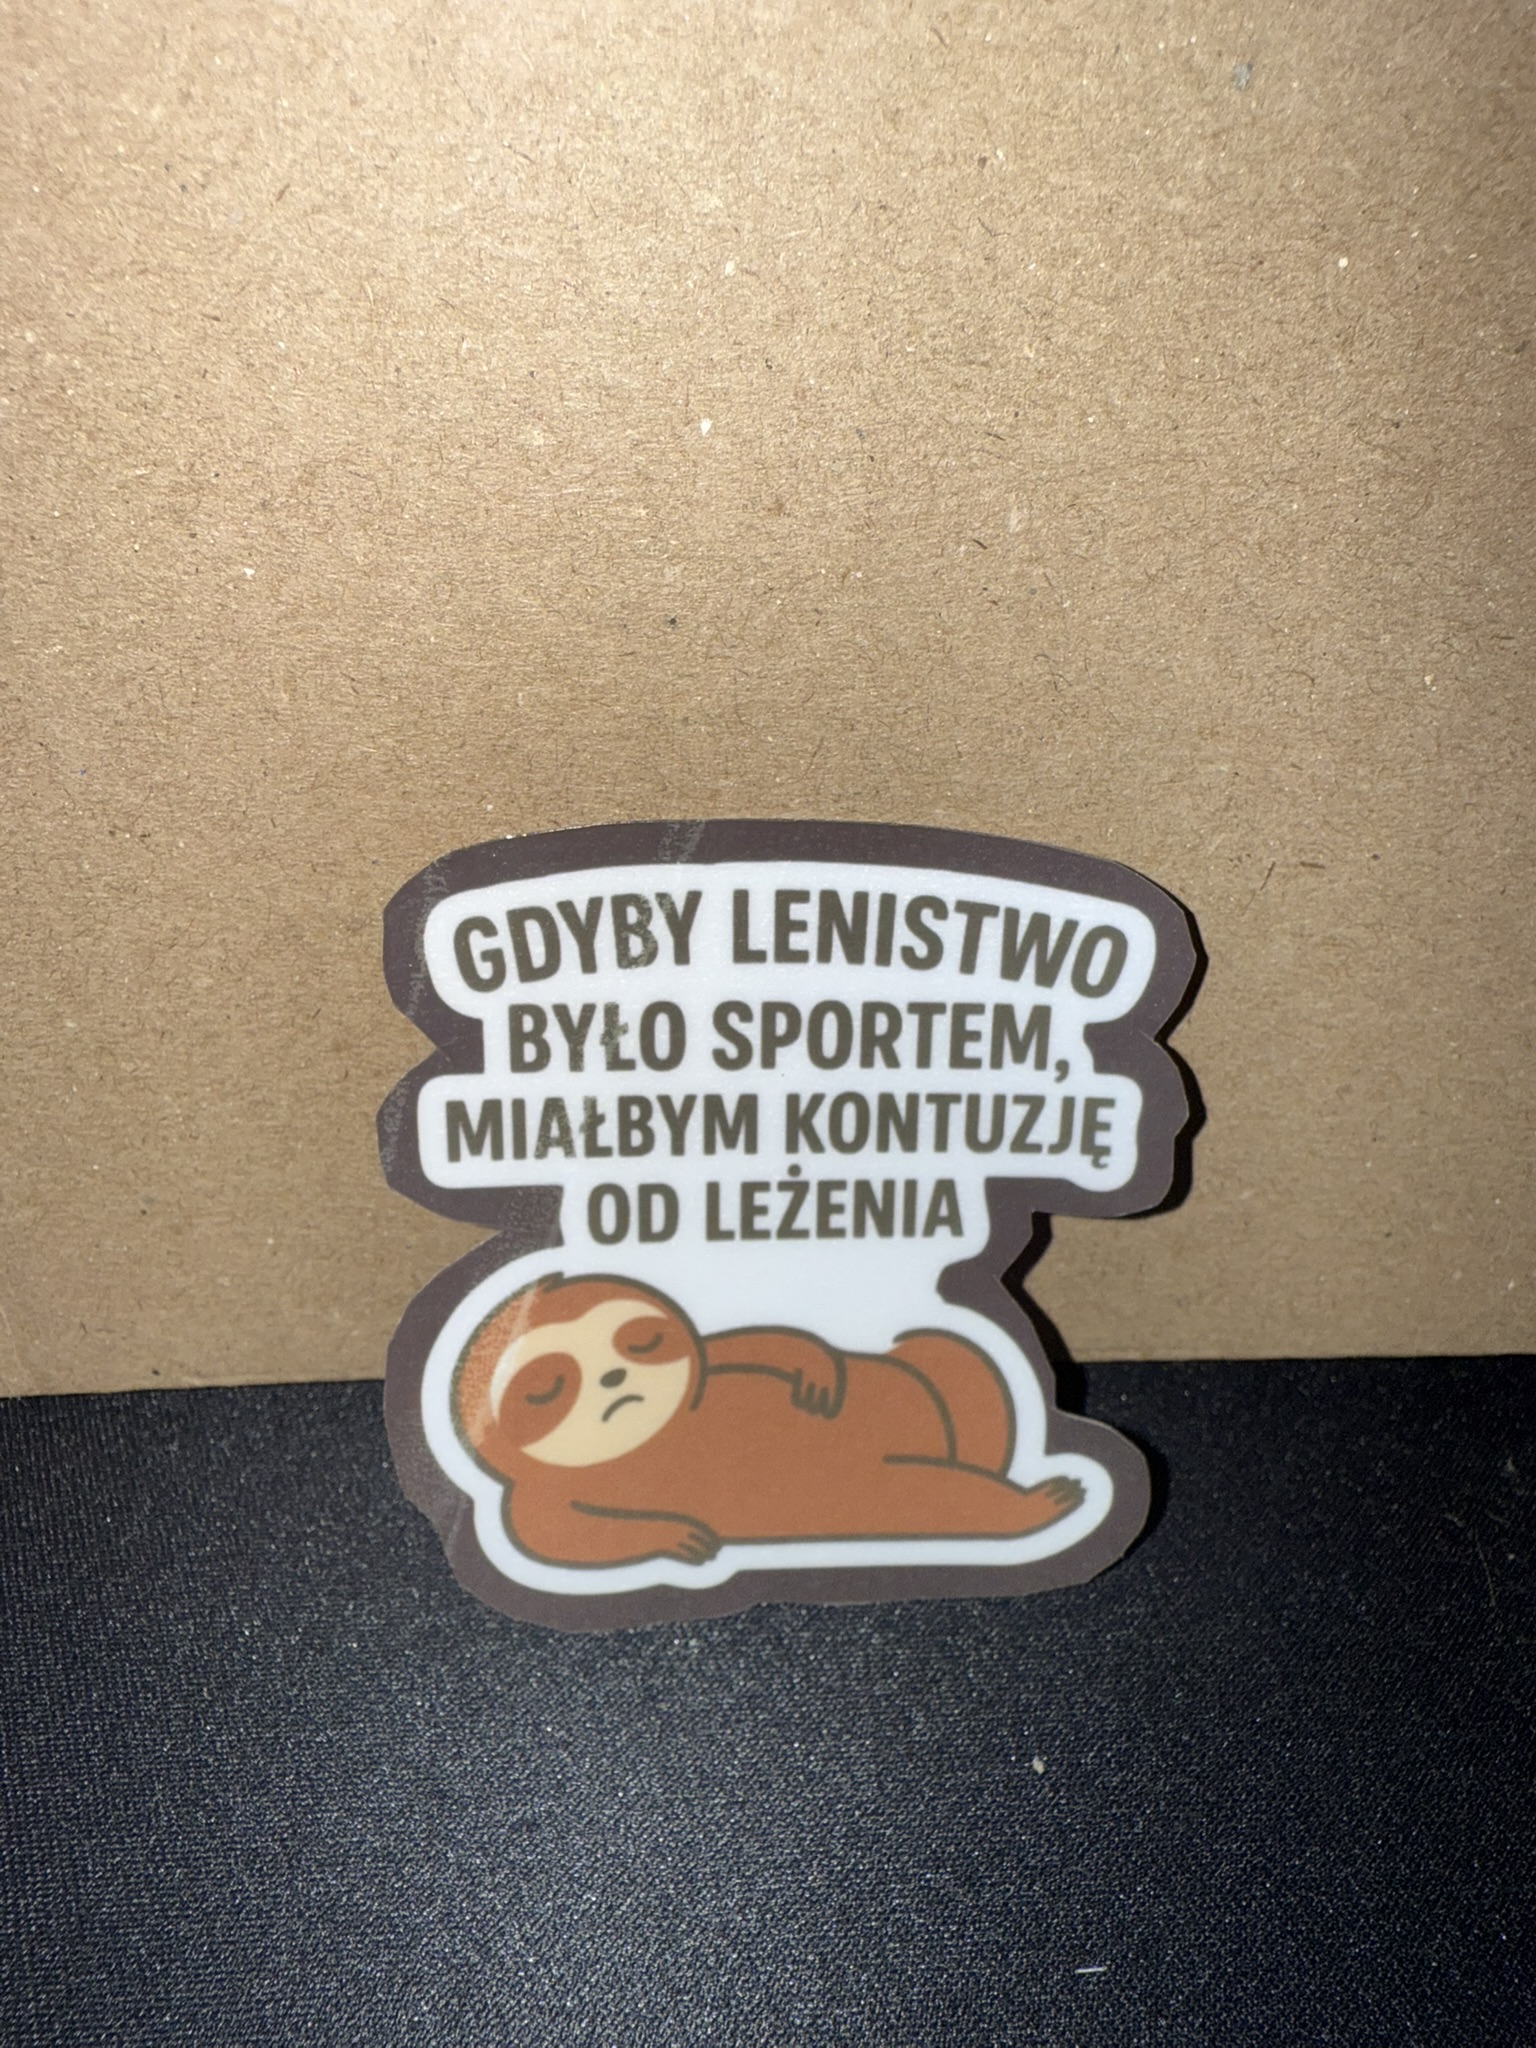 GDYBY LENISTWO
BYŁO SPORTEM,
MIAŁBYM KONTUZJĘ
OD LEŻENIA